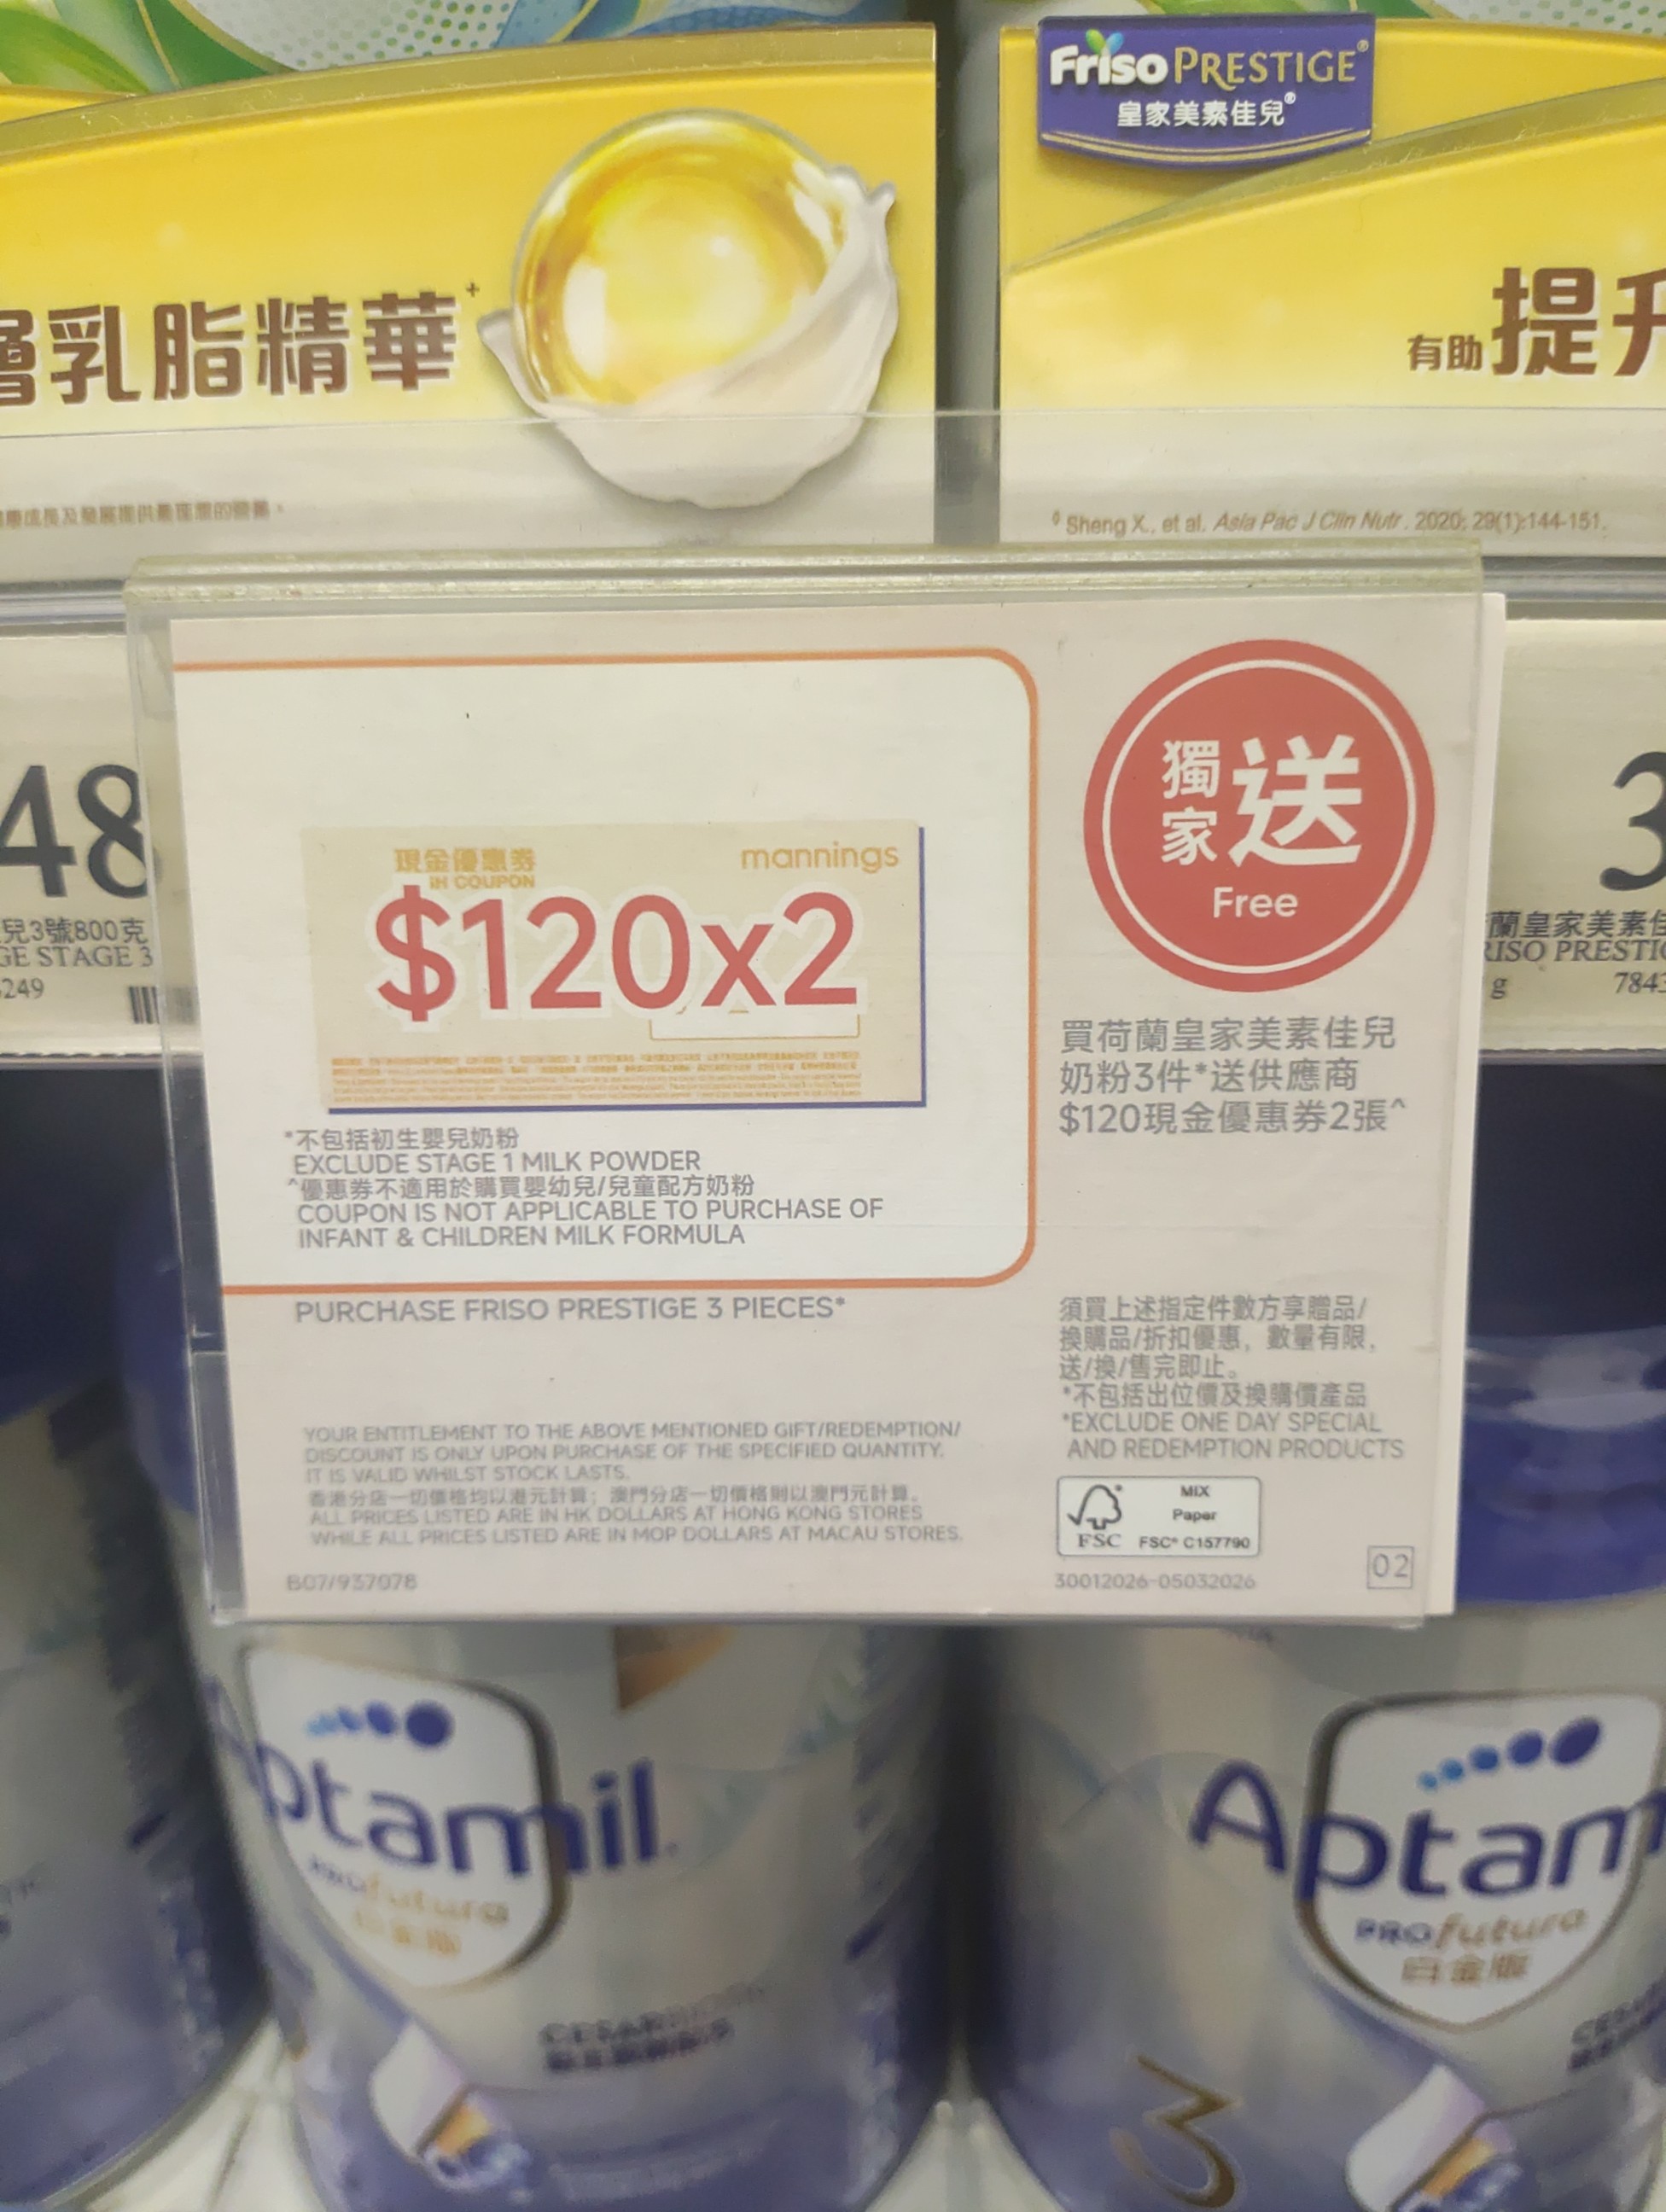 Friso PRESTIGE®
皇家美素佳兒®
乳脂精華+
有助提升
◊ Sheng X., et al. Asia Pac J Clin Nutr. 2020; 29(1):144-151.
48
兒3號800克
GE STAGE 3
249
現金優惠券
IH COUPON
mannings
$120x2
獨家送
Free
買荷蘭皇家美素佳兒
奶粉3件*送供應商
$120現金優惠券2張^
*不包括初生嬰兒奶粉
EXCLUDE STAGE 1 MILK POWDER
^優惠券不適用於購買嬰幼兒/兒童配方奶粉
COUPON IS NOT APPLICABLE TO PURCHASE OF
INFANT & CHILDREN MILK FORMULA
PURCHASE FRISO PRESTIGE 3 PIECES*
須買上述指定件數方享贈品/
換購品/折扣優惠，數量有限，
送/換/售完即止。
*不包括出位價及換購價產品
*EXCLUDE ONE DAY SPECIAL
AND REDEMPTION PRODUCTS
YOUR ENTITLEMENT TO THE ABOVE MENTIONED GIFT/REDEMPTION/
DISCOUNT IS ONLY UPON PURCHASE OF THE SPECIFIED QUANTITY.
IT IS VALID WHILST STOCK LASTS.
香港分店一切價格均以港元計算；澳門分店一切價格則以澳門元計算。
ALL PRICES LISTED ARE IN HK DOLLARS AT HONG KONG STORES
WHILE ALL PRICES LISTED ARE IN MOP DOLLARS AT MACAU STORES.
B07/937078
FSC
MIX
Paper
FSC® C157790
30012026-05032026
02
3
蘭皇家美素佳
RISO PRESTIG
g
784
Aptamil
PROfutura
白金版
Aptam
PROfutura
白金版
3